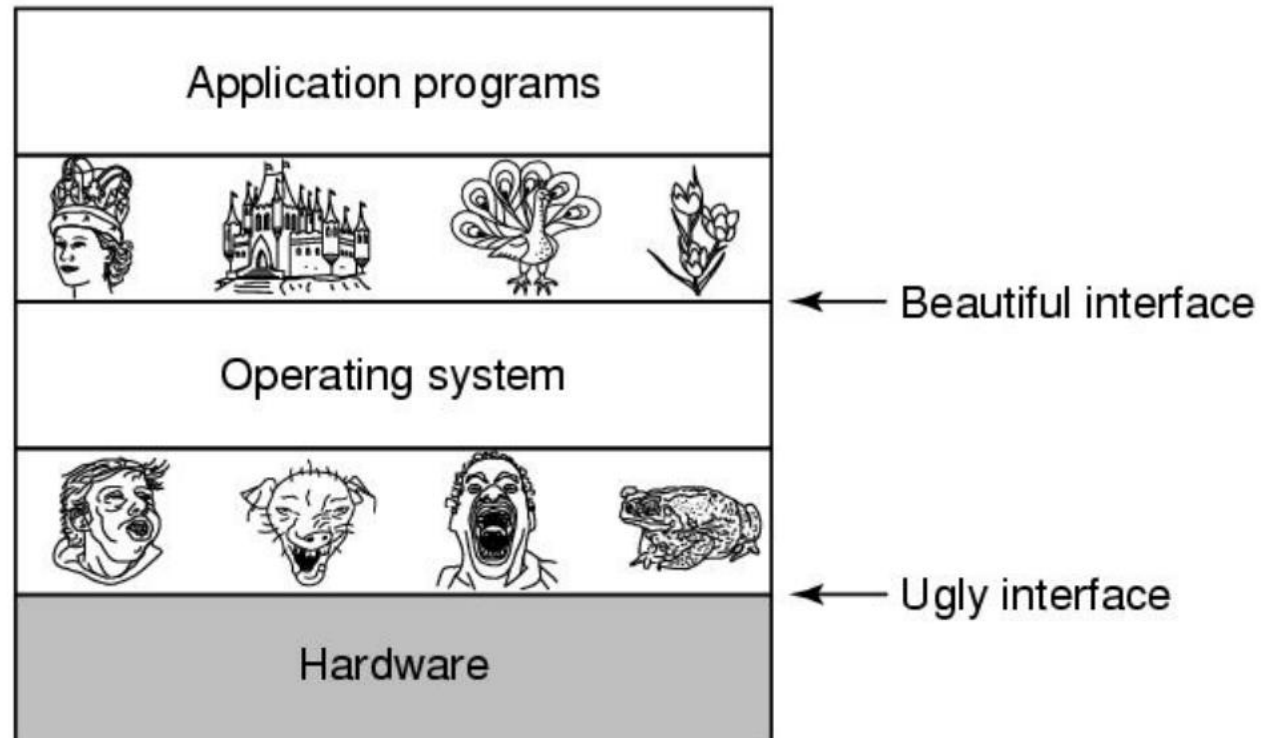 Application programs
Beautiful interface
Operating system
Ugly interface
Hardware